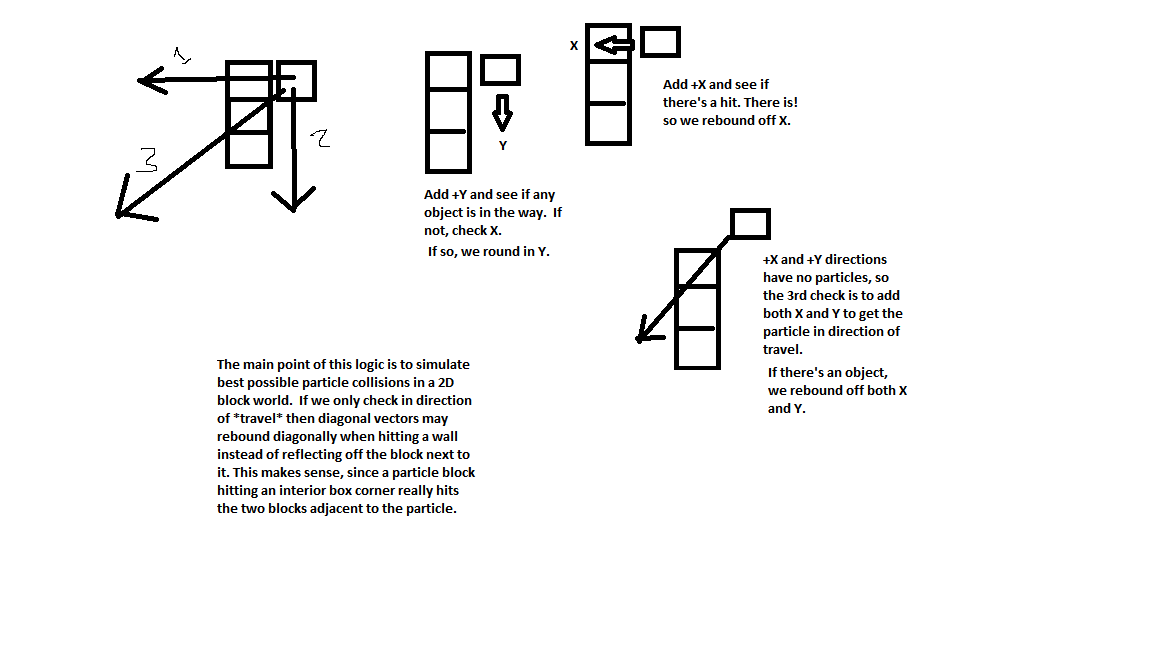 1
2
3
Y
Add +Y and see if any
object is in the way. If
not, check X.
If so, we round in Y.
X
Add +X and see if
there's a hit. There is!
so we rebound off X.
+X and +Y directions
have no particles, so
the 3rd check is to add
both X and Y to get the
particle in direction of
travel.
If there's an object,
we rebound off both X
and Y.
The main point of this logic is to simulate
best possible particle collisions in a 2D
block world. If we only check in direction
of *travel* then diagonal vectors may
rebound diagonally when hitting a wall
instead of reflecting off the block next to
it. This makes sense, since a particle block
hitting an interior box corner really hits
the two blocks adjacent to the particle.